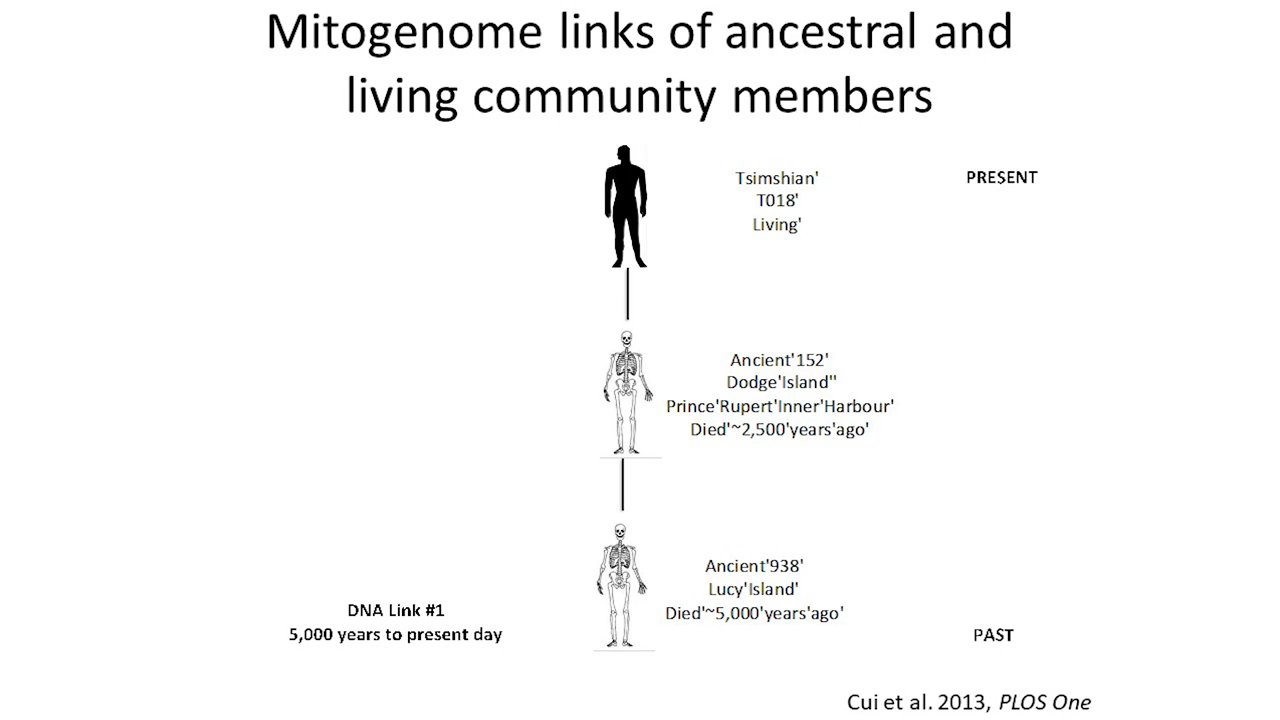 Mitogenome links of ancestral and
living community members
Tsimshian'
T018'
Living'
PRESENT
Ancient'152'
Dodge'Island''
Prince'Rupert'Inner'Harbour'
Died'~2,500'years'ago'
Ancient'938'
Lucy'Island'
Died'~5,000'years'ago'
DNA Link #1
5,000 years to present day
PAST
Cui et al. 2013, PLOS One